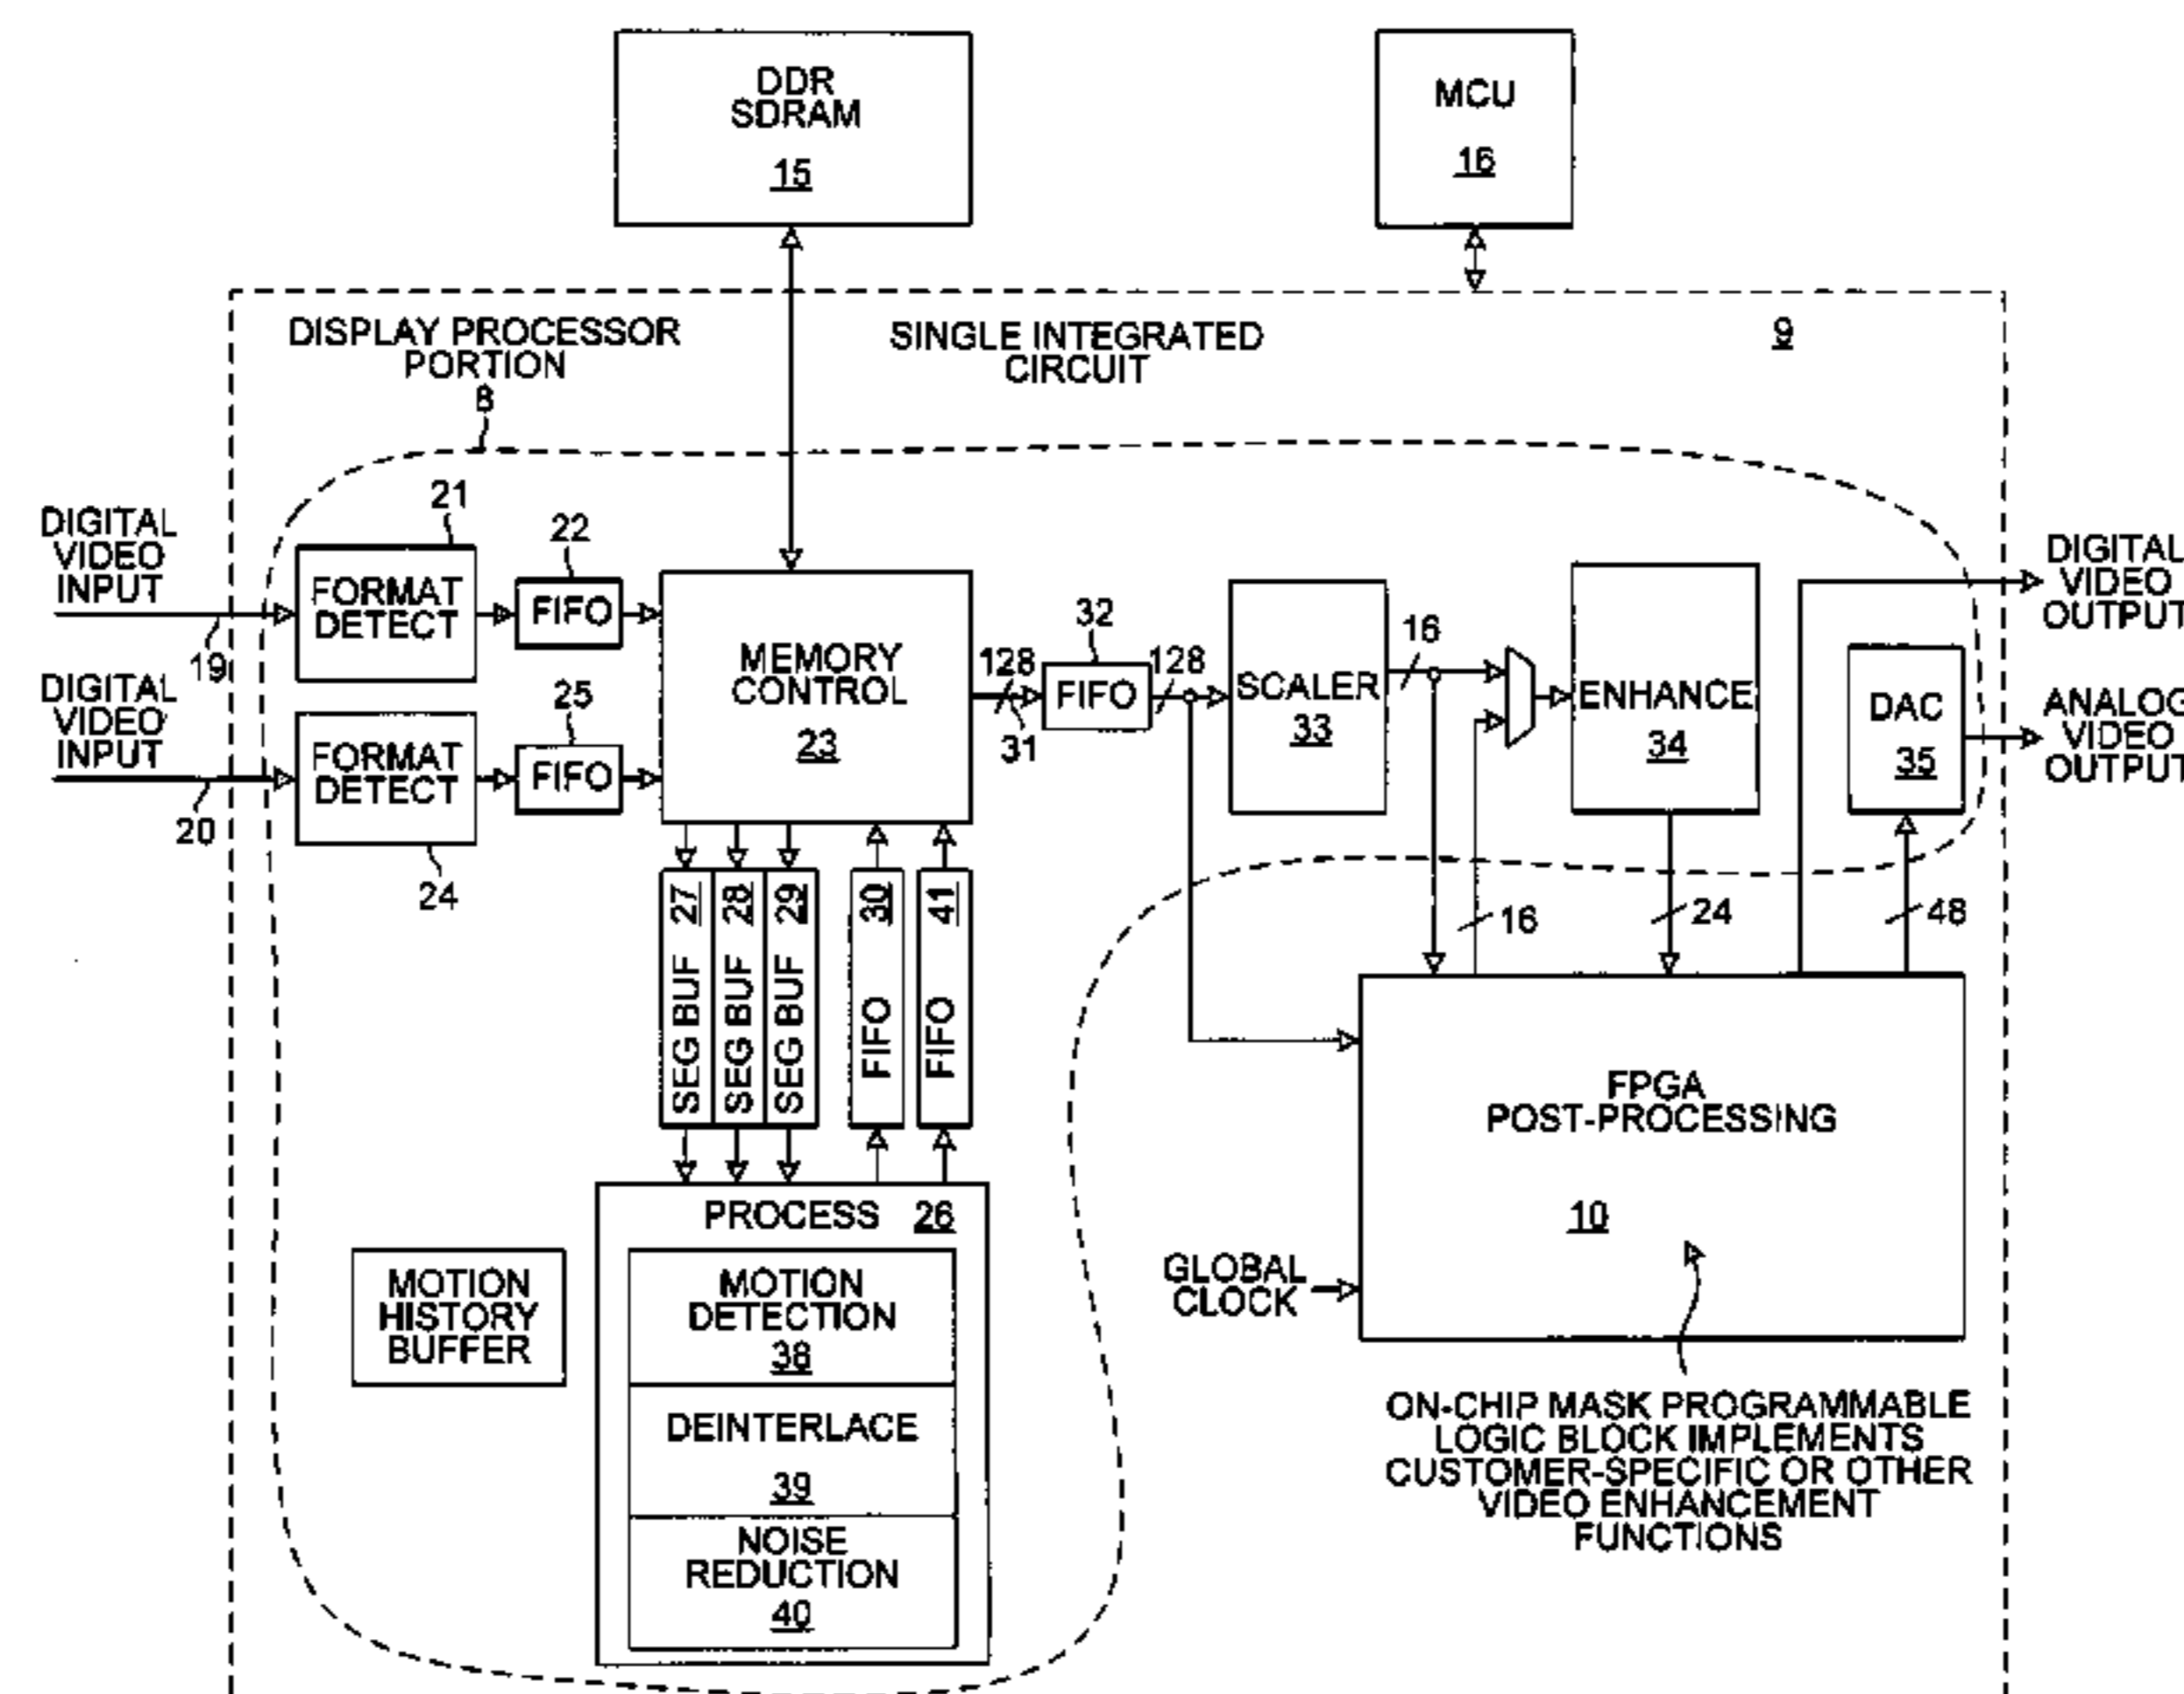 DDR
SDRAM
15
MCU
16
DISPLAY PROCESSOR
PORTION
8
SINGLE INTEGRATED
CIRCUIT
9
DIGITAL
VIDEO
INPUT
19
21
FORMAT
DETECT
22
FIFO
DIGITAL
VIDEO
INPUT
20
FORMAT
DETECT
24
25
FIFO
MEMORY
CONTROL
23
128
31
32
FIFO
128
SCALER
33
16
ENHANCE
34
DIGITAL
VIDEO
OUTPUT
DAC
35
ANALOG
VIDEO
OUTPUT
SEG BUF 27
SEG BUF 28
SEG BUF 29
FIFO 30
FIFO 41
16
24
48
FPGA
POST-PROCESSING
10
GLOBAL
CLOCK
PROCESS 26
MOTION
HISTORY
BUFFER
MOTION
DETECTION
38
DEINTERLACE
39
NOISE
REDUCTION
40
ON-CHIP MASK PROGRAMMABLE
LOGIC BLOCK IMPLEMENTS
CUSTOMER-SPECIFIC OR OTHER
VIDEO ENHANCEMENT
FUNCTIONS